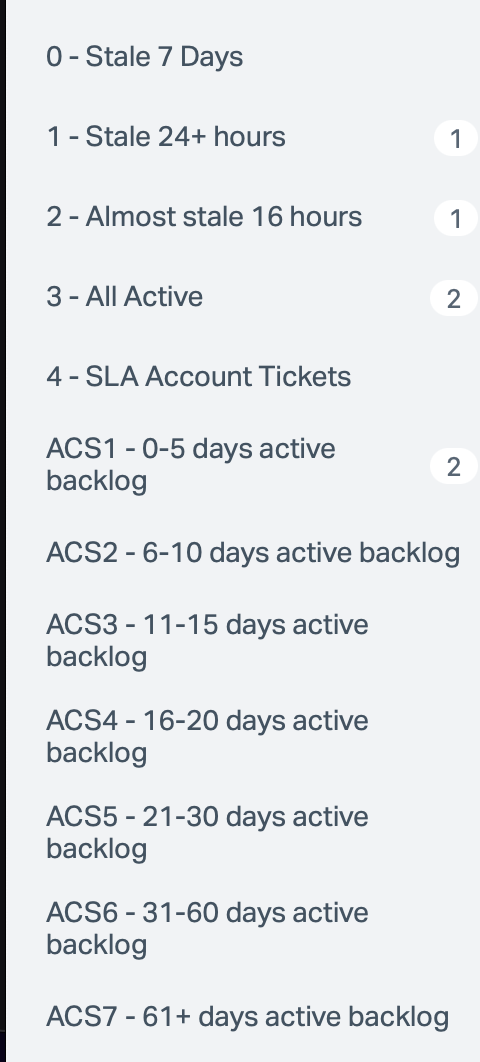 0 - Stale 7 Days
1 - Stale 24+ hours 1
2 - Almost stale 16 hours 1
3 - All Active 2
4 - SLA Account Tickets
ACS1 - 0-5 days active
backlog 2
ACS2 - 6-10 days active backlog
ACS3 - 11-15 days active
backlog
ACS4 - 16-20 days active
backlog
ACS5 - 21-30 days active
backlog
ACS6 - 31-60 days active
backlog
ACS7 - 61+ days active backlog